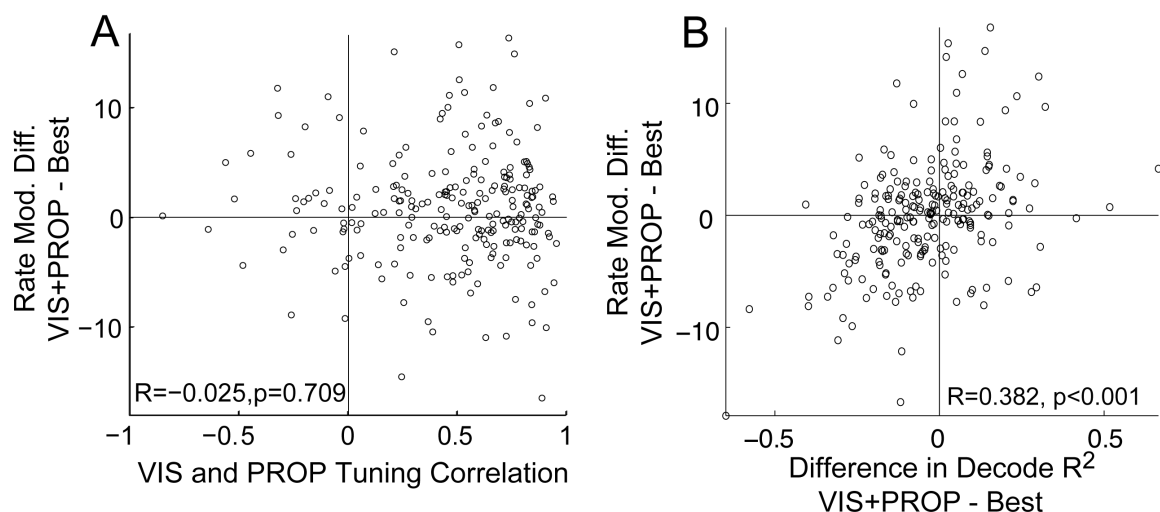 A
Rate Mod. Diff.
VIS+PROP - Best
10
0
−10
R=−0.025,p=0.709
−1
−0.5
0
0.5
1
VIS and PROP Tuning Correlation
B
Rate Mod. Diff.
VIS+PROP - Best
10
0
−10
R=0.382, p<0.001
−0.5
0
0.5
Difference in Decode R²
VIS+PROP - Best